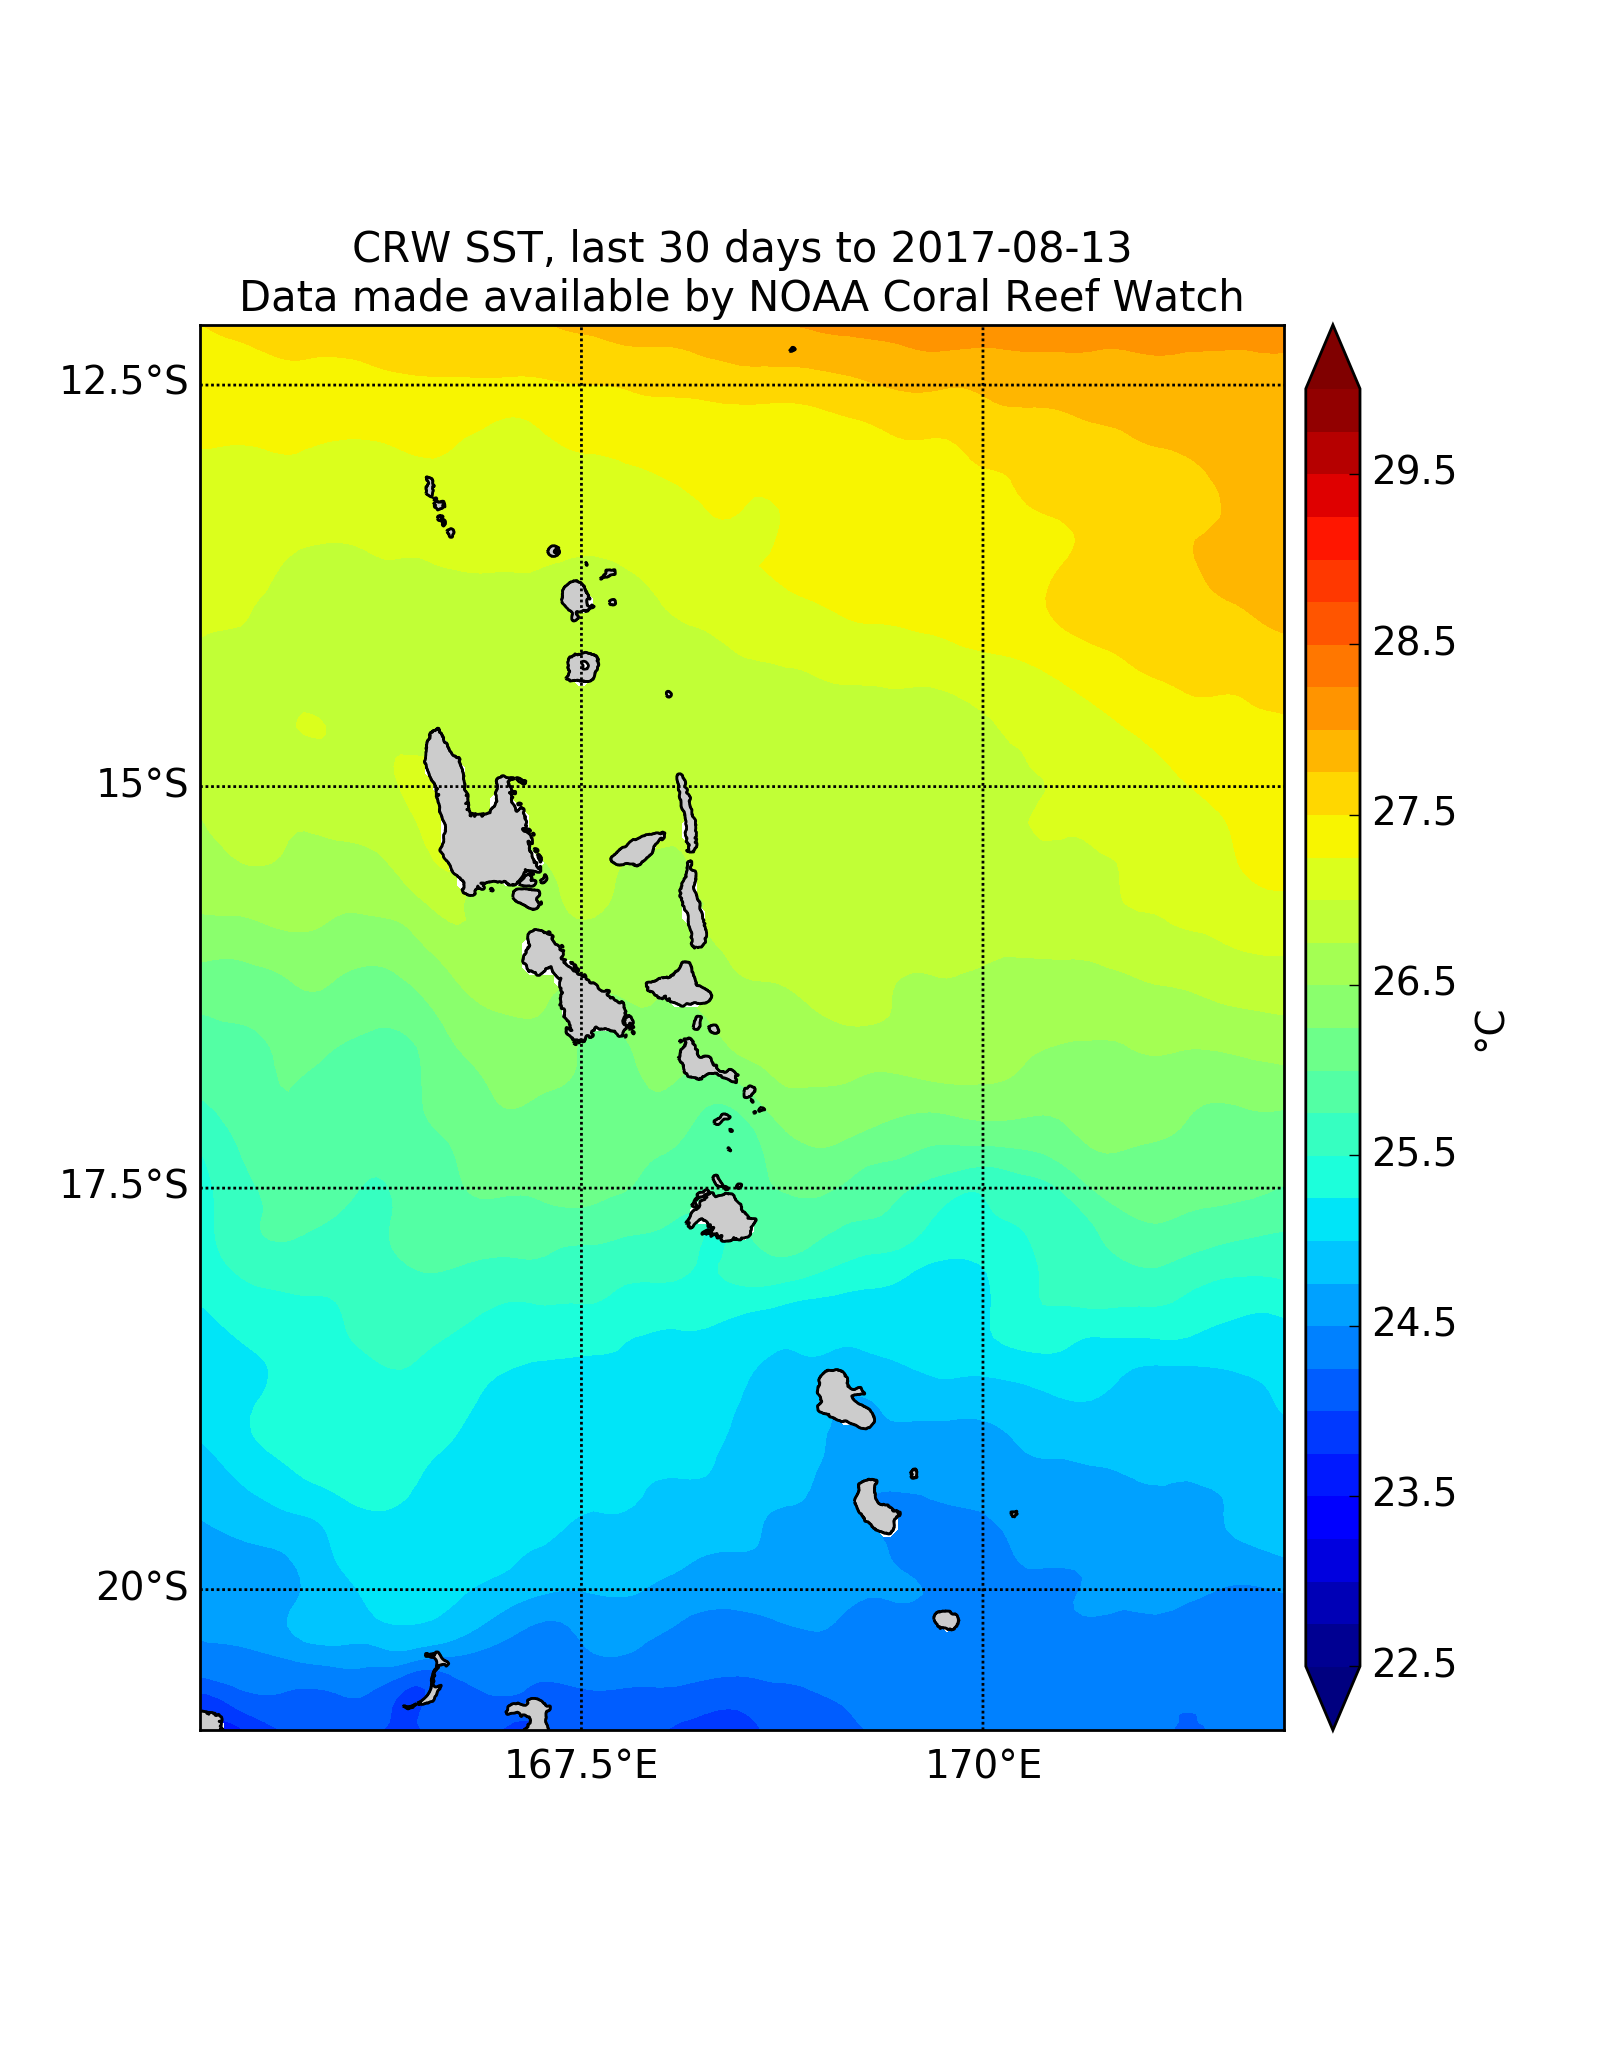 CRW SST, last 30 days to 2017-08-13
Data made available by NOAA Coral Reef Watch
12.5°S
15°S
17.5°S
20°S
167.5°E
170°E
29.5
28.5
27.5
26.5
25.5
24.5
23.5
22.5
°C